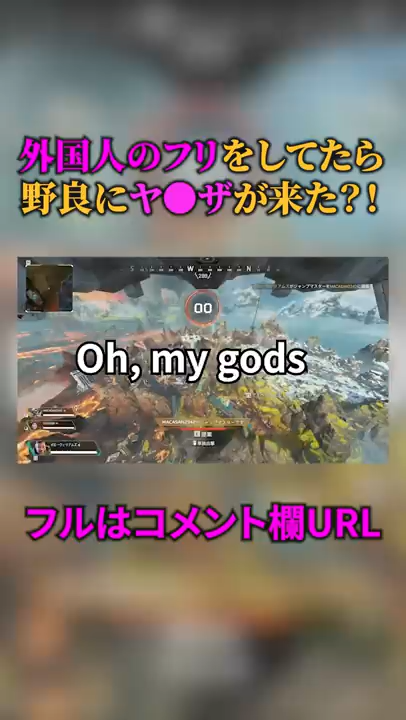 外国人のフリをしてたら
野良にヤ●ザが来た?!
S W N
00
Oh, my gods
フルはコメント欄URL